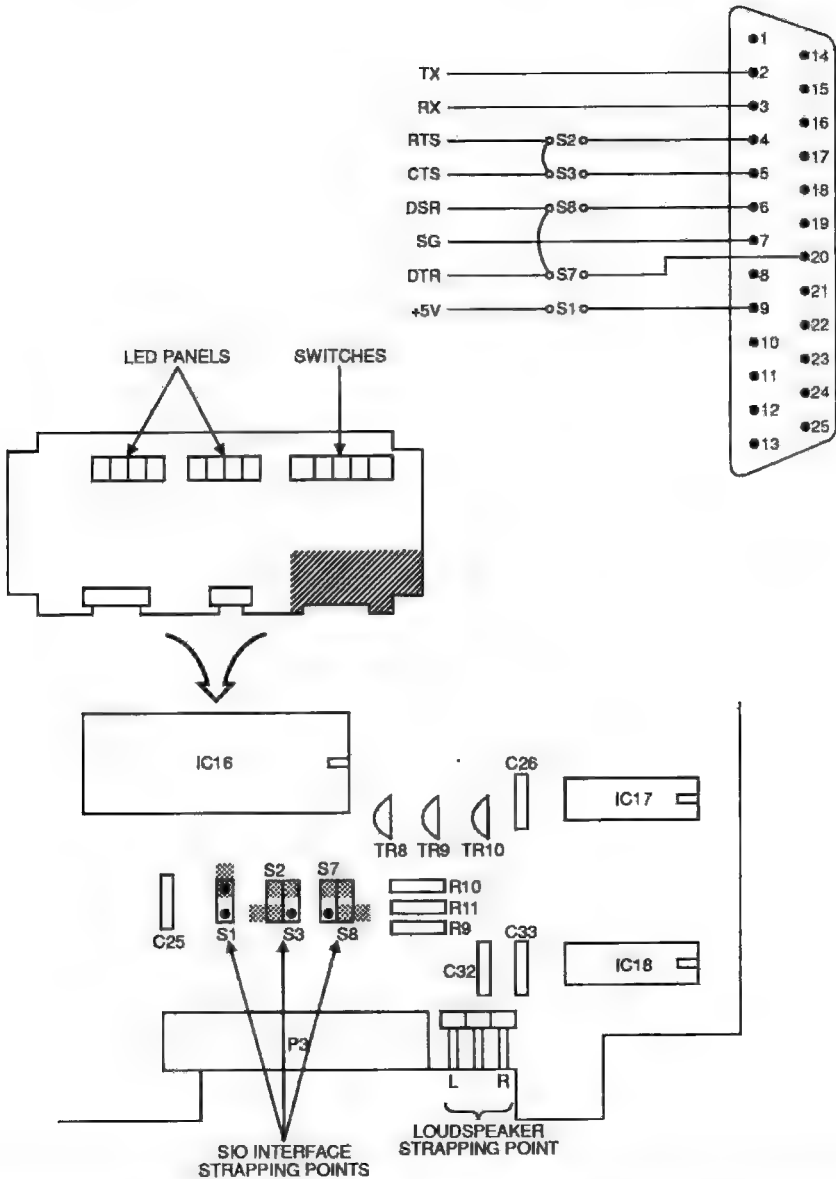 1
14
TX
2
15
RX
3
16
RTS
S2
4
17
CTS
S3
5
18
DSR
S8
6
19
SG
7
20
DTR
S7
8
21
+5V
S1
9
22
10
23
11
24
12
25
13
LED PANELS
SWITCHES
IC16
C26
IC17
TR8
TR9
TR10
S2
S7
R10
R11
R9
C25
S1
S3
S8
C32
C33
IC18
P3
L
R
SIO INTERFACE
STRAPPING POINTS
LOUDSPEAKER
STRAPPING POINT